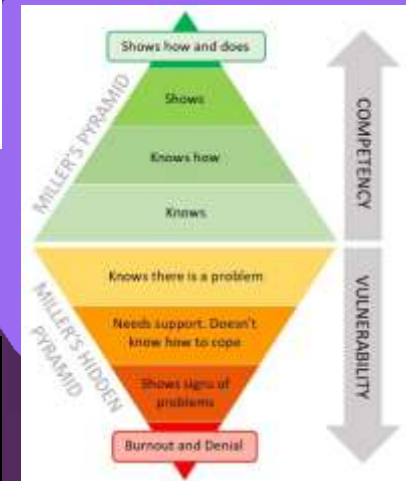 Shows how and does
Shows
Knows how
Knows
MILLER'S PYRAMID
COMPETENCY
Knows there is a problem
Needs support. Doesn't
know how to cope
Shows signs of
problems
Burnout and Denial
MILLER'S HIDDEN
PYRAMID
VULNERABILITY